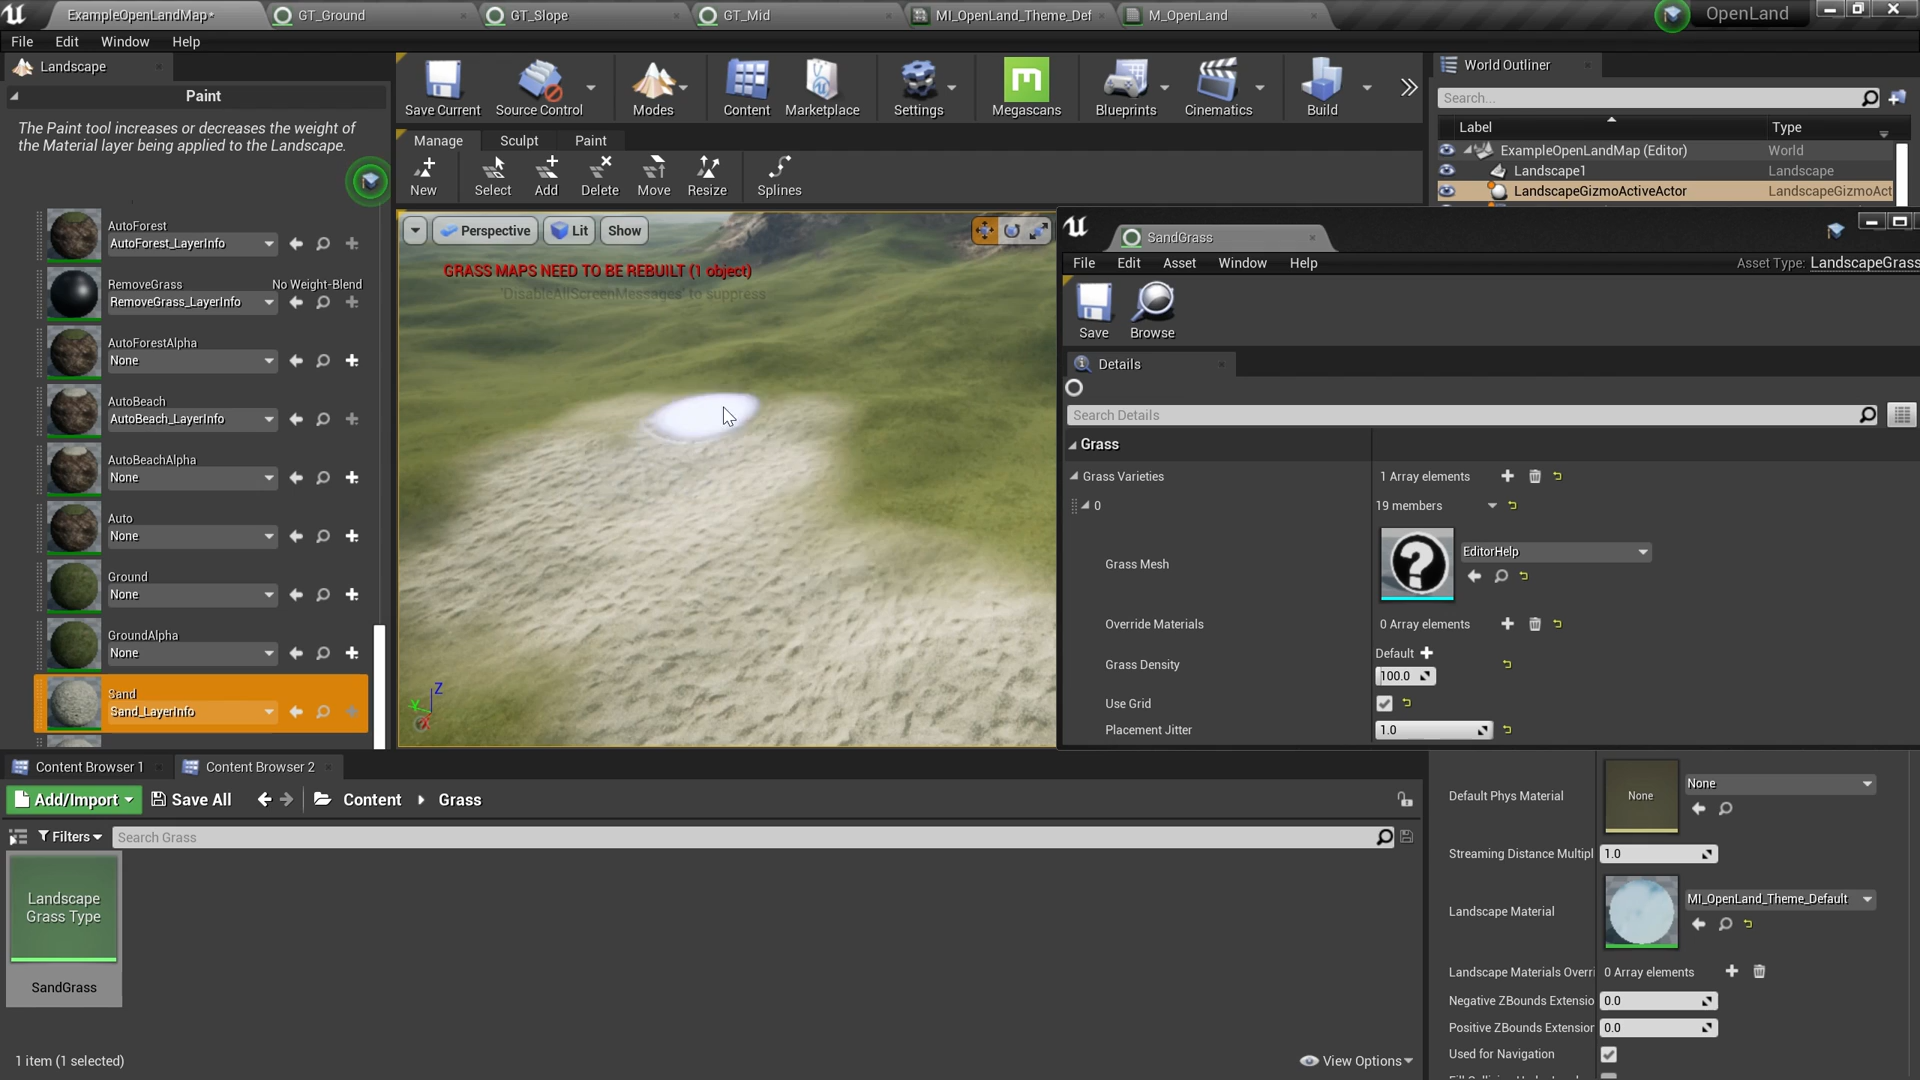 ExampleOpenLandMap*
GT_Ground
GT_Slope
GT_Mid
MI_OpenLand_Theme_Def
M_OpenLand
OpenLand
File
Edit
Window
Help
Landscape
Paint
The Paint tool increases or decreases the weight of
the Material layer being applied to the Landscape.
AutoForest
AutoForest_LayerInfo
RemoveGrass
No Weight-Blend
RemoveGrass_LayerInfo
AutoForestAlpha
None
AutoBeach
AutoBeach_LayerInfo
AutoBeachAlpha
None
Auto
None
Ground
None
GroundAlpha
None
Sand
Sand_LayerInfo
Save Current
Source Control
Modes
Content
Marketplace
Settings
Megascans
Blueprints
Cinematics
Build
Manage
Sculpt
Paint
New
Select
Add
Delete
Move
Resize
Splines
Perspective
Lit
Show
GRASS MAPS NEED TO BE REBUILT (1 object)
'DisableAllScreenMessages' to suppress
Z
Y
World Outliner
Search...
Label
Type
ExampleOpenLandMap (Editor)
World
Landscape1
Landscape
LandscapeGizmoActiveActor
LandscapeGizmoAct
SandGrass
File
Edit
Asset
Window
Help
Asset Type: LandscapeGrass
Save
Browse
Details
Search Details
Grass
Grass Varieties
1 Array elements
0
19 members
Grass Mesh
EditorHelp
Override Materials
0 Array elements
Grass Density
Default
100.0
Use Grid
Placement Jitter
1.0
Content Browser 1
Content Browser 2
Add/Import
Save All
Content
Grass
Filters
Search Grass
Landscape
Grass Type
SandGrass
1 item (1 selected)
View Options
Default Phys Material
None
None
Streaming Distance Multipl
1.0
Landscape Material
MI_OpenLand_Theme_Default
Landscape Materials Overri
0 Array elements
Negative ZBounds Extensio
0.0
Positive ZBounds Extension
0.0
Used for Navigation